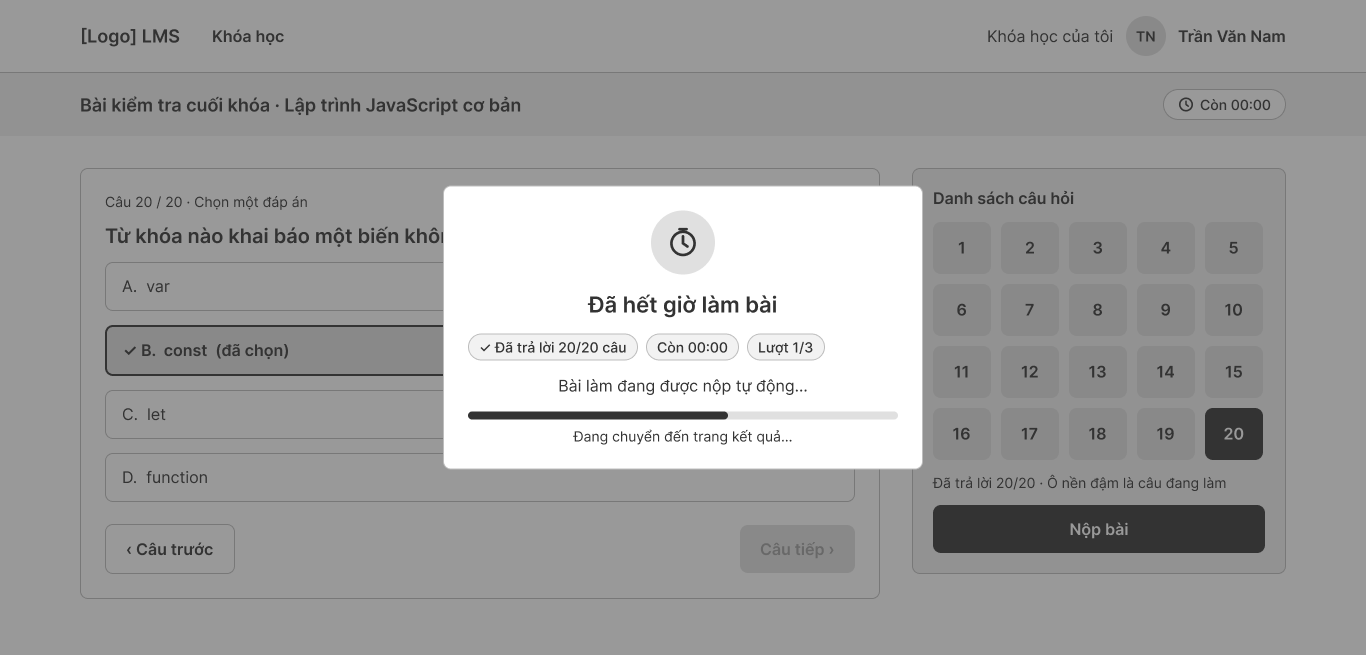 [Logo] LMS
Khóa học
Khóa học của tôi
TN
Trần Văn Nam
Bài kiểm tra cuối khóa · Lập trình JavaScript cơ bản
Còn 00:00
Câu 20 / 20 · Chọn một đáp án
Từ khóa nào khai báo một biến
A. var
✓ B. const (đã chọn)
C. let
D. function
‹ Câu trước
Câu tiếp ›
Đã hết giờ làm bài
✓ Đã trả lời 20/20 câu
Còn 00:00
Lượt 1/3
Bài làm đang được nộp tự động...
Đang chuyển đến trang kết quả...
Danh sách câu hỏi
1 2 3 4 5
6 7 8 9 10
11 12 13 14 15
16 17 18 19 20
Đã trả lời 20/20 · Ô nền đậm là câu đang làm
Nộp bài